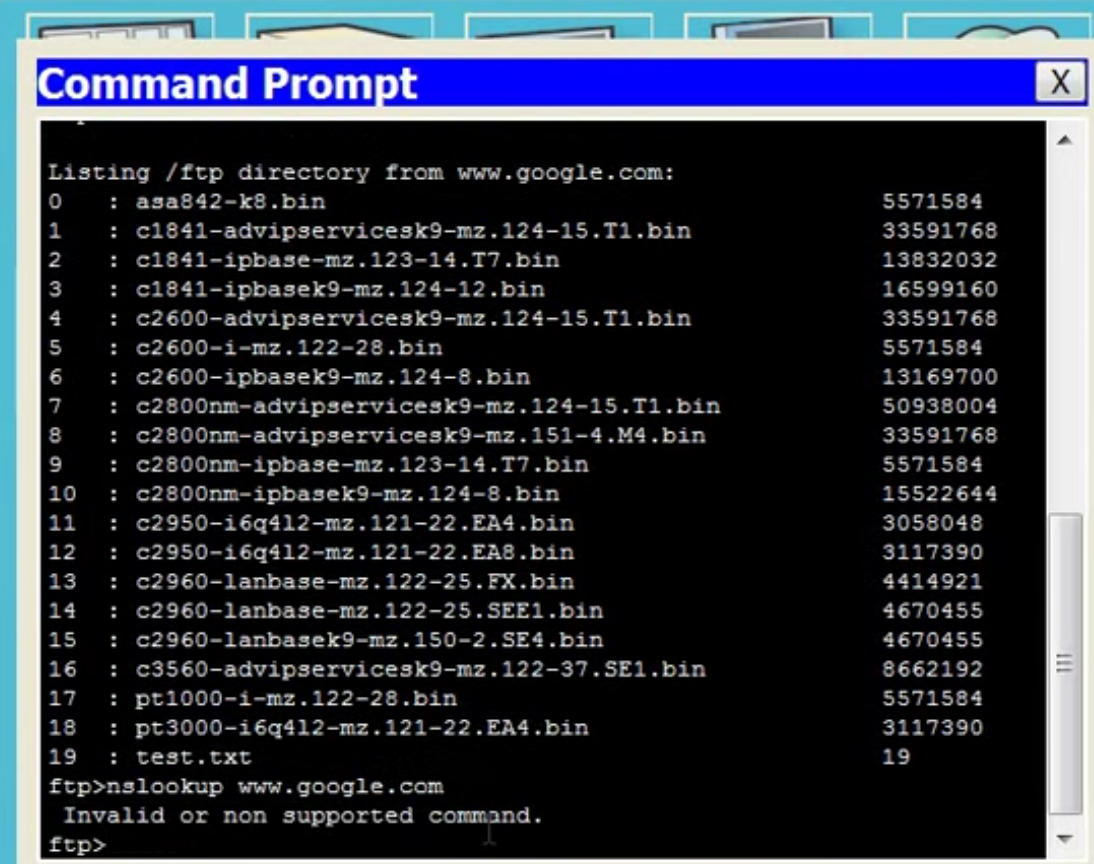 Command Prompt
X
Listing /ftp directory from www.google.com:
0 : asa842-k8.bin 5571584
1 : c1841-advipservicesk9-mz.124-15.T1.bin 33591768
2 : c1841-ipbase-mz.123-14.T7.bin 13832032
3 : c1841-ipbasek9-mz.124-12.bin 16599160
4 : c2600-advipservicesk9-mz.124-15.T1.bin 33591768
5 : c2600-i-mz.122-28.bin 5571584
6 : c2600-ipbasek9-mz.124-8.bin 13169700
7 : c2800nm-advipservicesk9-mz.124-15.T1.bin 50938004
8 : c2800nm-advipservicesk9-mz.151-4.M4.bin 33591768
9 : c2800nm-ipbase-mz.123-14.T7.bin 5571584
10 : c2800nm-ipbasek9-mz.124-8.bin 15522644
11 : c2950-i6q4l2-mz.121-22.EA4.bin 3058048
12 : c2950-i6q4l2-mz.121-22.EA8.bin 3117390
13 : c2960-lanbase-mz.122-25.FX.bin 4414921
14 : c2960-lanbase-mz.122-25.SEE1.bin 4670455
15 : c2960-lanbasek9-mz.150-2.SE4.bin 4670455
16 : c3560-advipservicesk9-mz.122-37.SE1.bin 8662192
17 : pt1000-i-mz.122-28.bin 5571584
18 : pt3000-i6q4l2-mz.121-22.EA4.bin 3117390
19 : test.txt 19
ftp>nslookup www.google.com
Invalid or non supported command.
ftp>